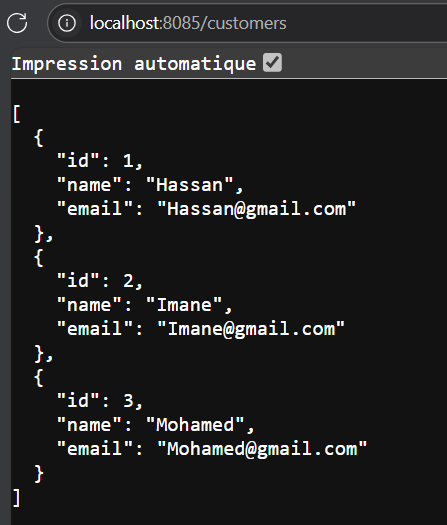 localhost:8085/customers
Impression automatique
[
  {
    "id": 1,
    "name": "Hassan",
    "email": "Hassan@gmail.com"
  },
  {
    "id": 2,
    "name": "Imane",
    "email": "Imane@gmail.com"
  },
  {
    "id": 3,
    "name": "Mohamed",
    "email": "Mohamed@gmail.com"
  }
]